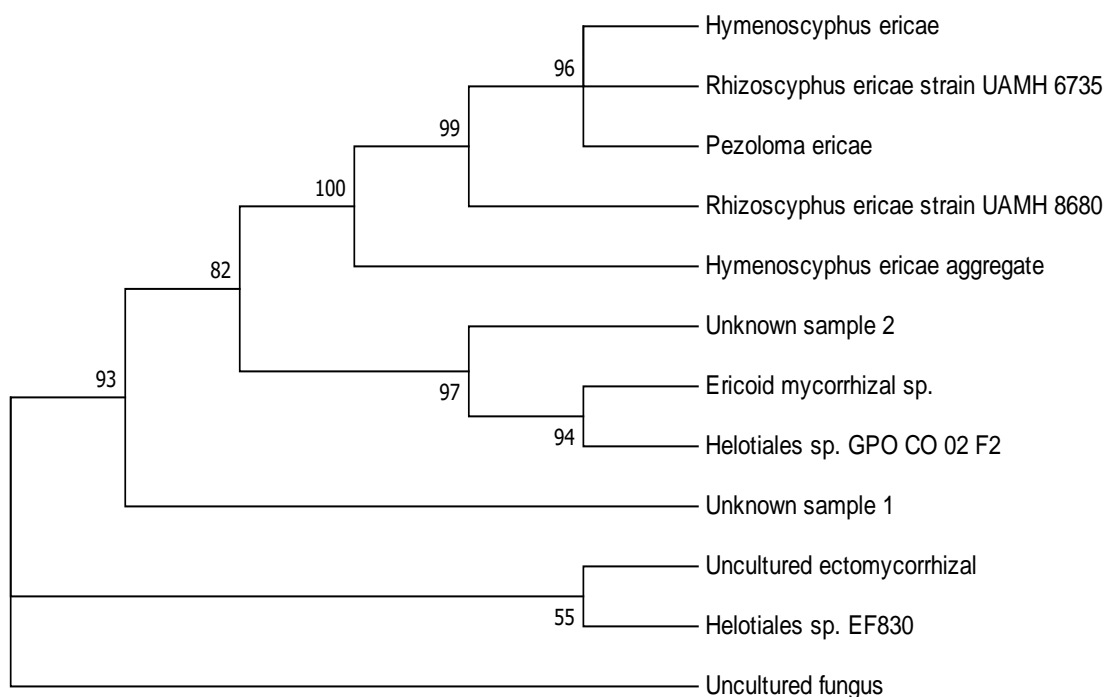 Hymenoscyphus ericae
96
Rhizoscyphus ericae strain UAMH 6735
99
Pezoloma ericae
100
Rhizoscyphus ericae strain UAMH 8680
82
Hymenoscyphus ericae aggregate
Unknown sample 2
93
97
Ericoid mycorrhizal sp.
94
Helotiales sp. GPO CO 02 F2
Unknown sample 1
Uncultured ectomycorrhizal
55
Helotiales sp. EF830
Uncultured fungus